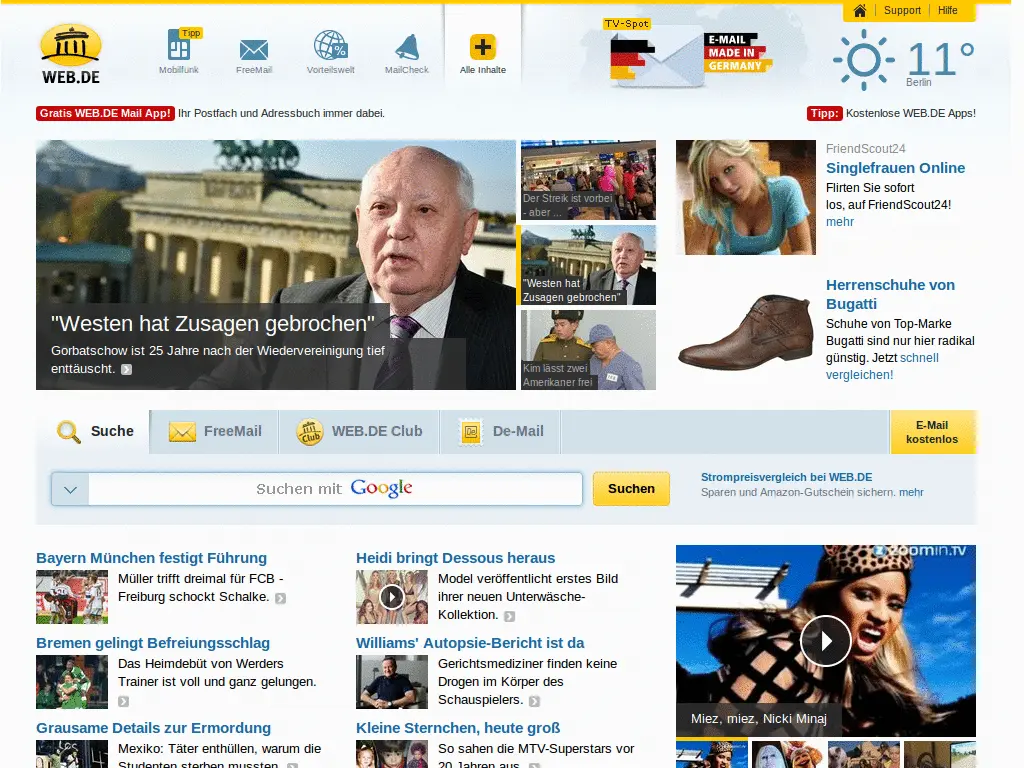 Support
Hilfe
WEB.DE
Tipp
Mobilfunk
FreeMail
%
Vorteilswelt
MailCheck
Alle Inhalte
TV-Spot
E-MAIL
MADE IN
GERMANY
11°
Berlin
Gratis WEB.DE Mail App! Ihr Postfach und Adressbuch immer dabei.
Tipp: Kostenlose WEB.DE Apps!
"Westen hat Zusagen gebrochen"
Gorbatschow ist 25 Jahre nach der Wiedervereinigung tief
enttäuscht.
Der Streik ist vorbei
- aber ...
"Westen hat
Zusagen gebrochen"
Kim lässt zwei
Amerikaner frei
FriendScout24
Singlefrauen Online
Flirten Sie sofort
los, auf FriendScout24!
mehr
Herrenschuhe von
Bugatti
Schuhe von Top-Marke
Bugatti sind nur hier radikal
günstig. Jetzt schnell
vergleichen!
Suche
FreeMail
Club
WEB.DE Club
De
De-Mail
E-Mail
kostenlos
Suchen mit Google
Suchen
Strompreisvergleich bei WEB.DE
Sparen und Amazon-Gutschein sichern. mehr
Bayern München festigt Führung
Müller trifft dreimal für FCB -
Freiburg schockt Schalke.
Bremen gelingt Befreiungsschlag
Das Heimdebüt von Werders
Trainer ist voll und ganz gelungen.
Grausame Details zur Ermordung
Mexiko: Täter enthüllen, warum die
Studenten sterben mussten.
Heidi bringt Dessous heraus
Model veröffentlicht erstes Bild
ihrer neuen Unterwäsche-
Kollektion.
Williams' Autopsie-Bericht ist da
Gerichtsmediziner finden keine
Drogen im Körper des
Schauspielers.
Kleine Sternchen, heute groß
So sahen die MTV-Superstars vor
20 Jahren aus.
zoomin.TV
Miez, miez, Nicki Minaj